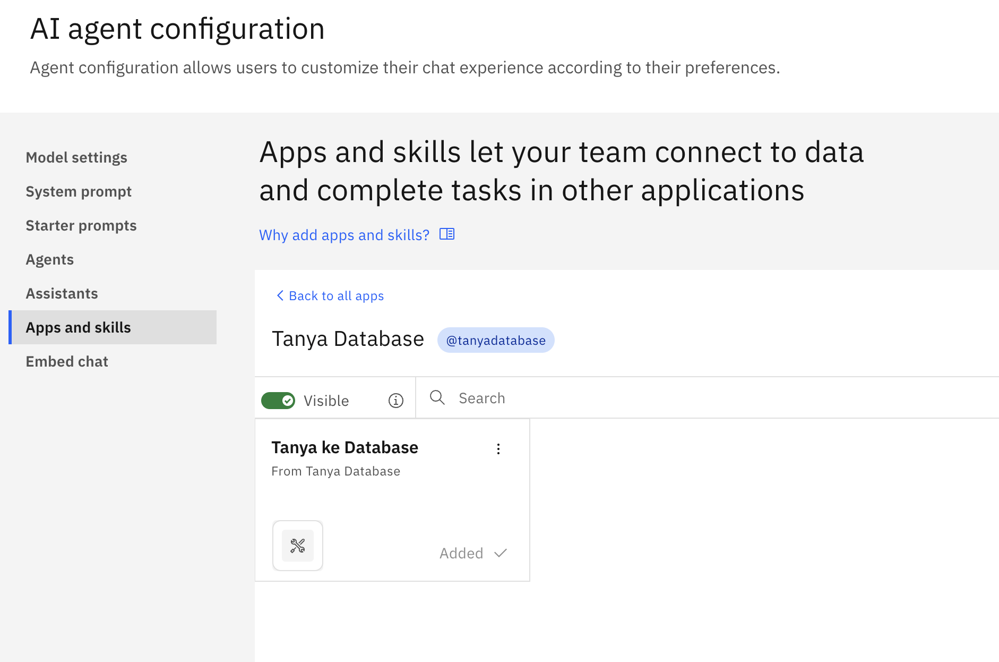 AI agent configuration
Agent configuration allows users to customize their chat experience according to their preferences.
Model settings
System prompt
Starter prompts
Agents
Assistants
Apps and skills
Embed chat
Apps and skills let your team connect to data
and complete tasks in other applications
Why add apps and skills?
Back to all apps
Tanya Database @tanyadatabase
Visible
Search
Tanya ke Database
From Tanya Database
Added